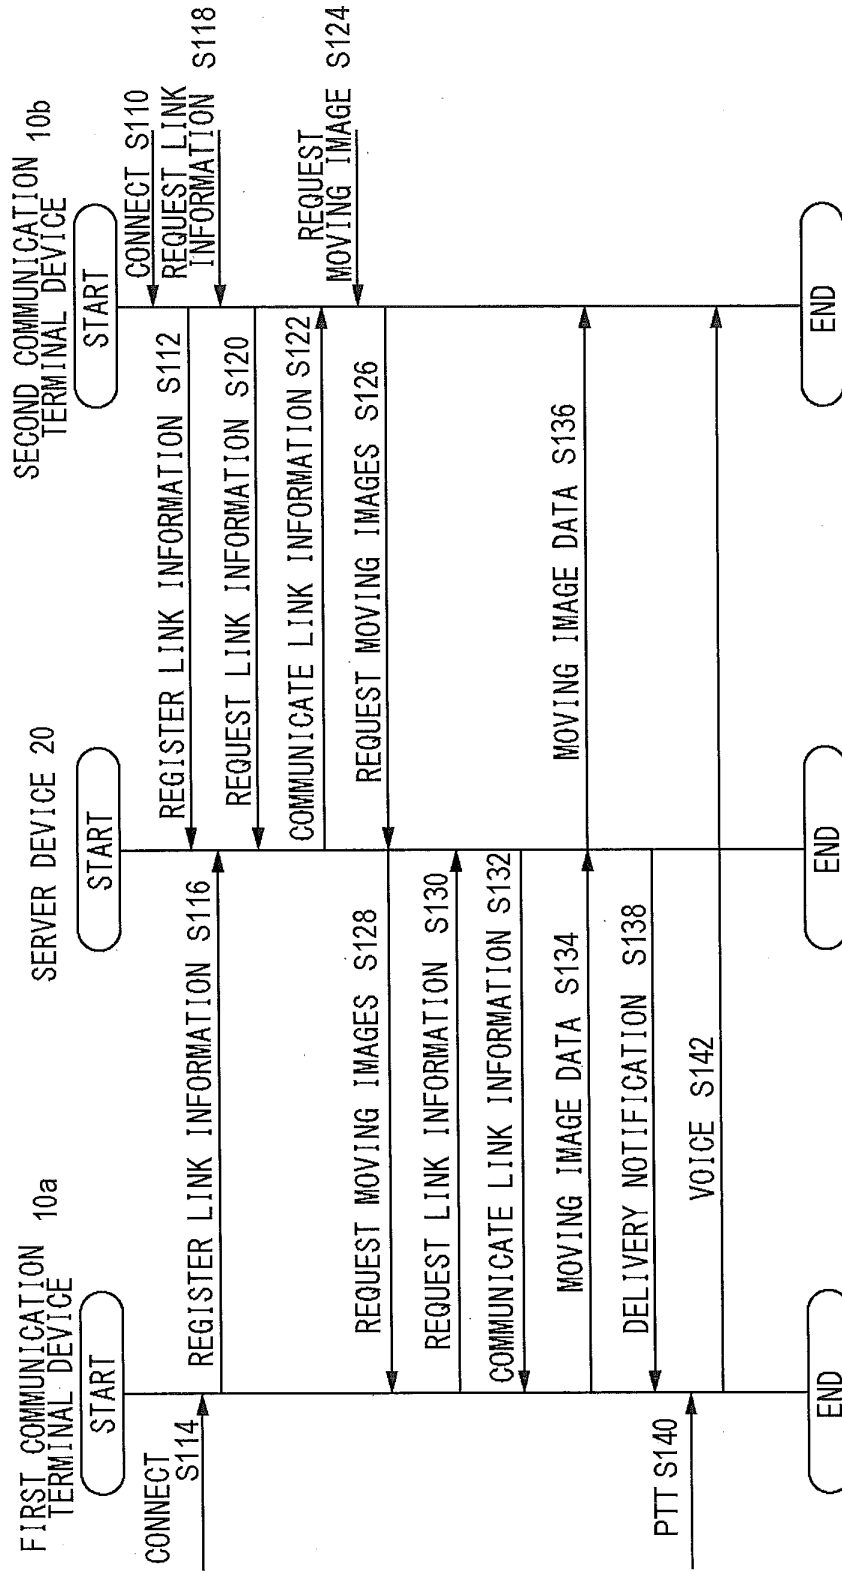 FIRST COMMUNICATION
TERMINAL DEVICE 10a
SERVER DEVICE 20
SECOND COMMUNICATION
TERMINAL DEVICE 10b
START
START
START
CONNECT S110
REGISTER LINK INFORMATION S112
CONNECT
S114
REGISTER LINK INFORMATION S116
REQUEST LINK
INFORMATION S118
REQUEST LINK INFORMATION S120
COMMUNICATE LINK INFORMATION S122
REQUEST
MOVING IMAGE S124
REQUEST MOVING IMAGES S126
REQUEST MOVING IMAGES S128
REQUEST LINK INFORMATION S130
COMMUNICATE LINK INFORMATION S132
MOVING IMAGE DATA S134
MOVING IMAGE DATA S136
DELIVERY NOTIFICATION S138
PTT S140
VOICE S142
END
END
END